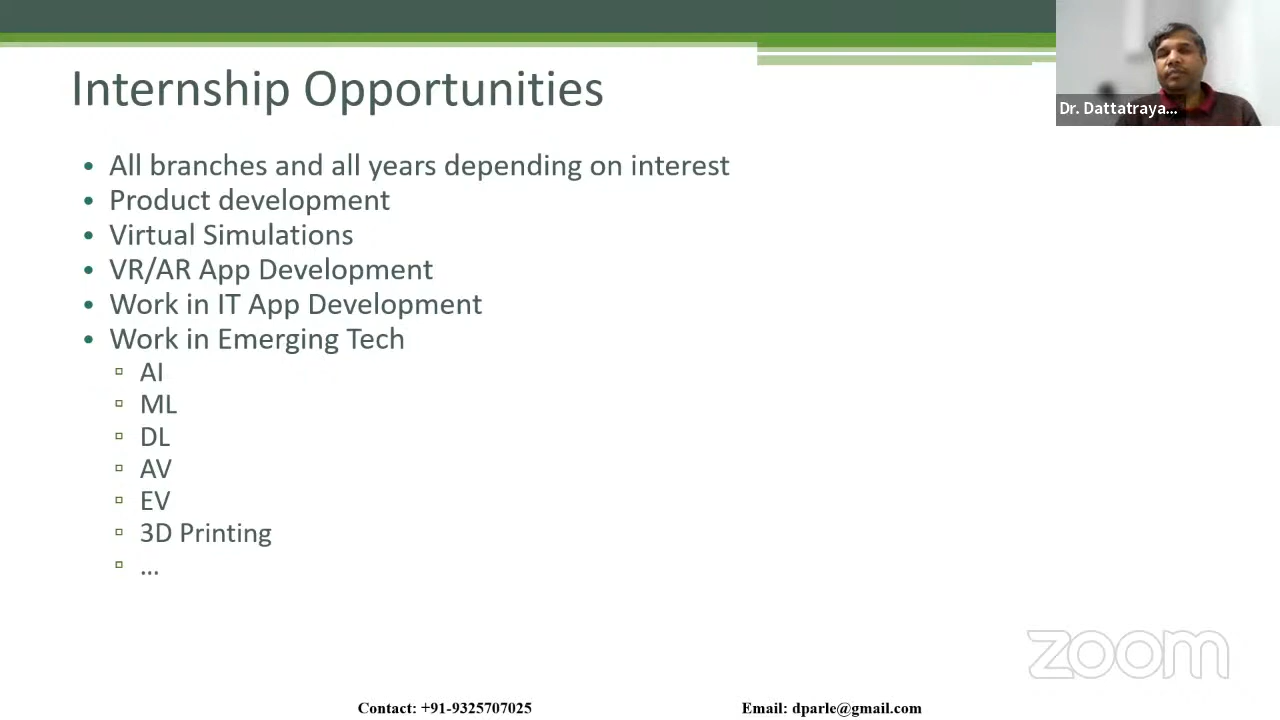 Internship Opportunities
Dr. Dattatraya...
• All branches and all years depending on interest
• Product development
• Virtual Simulations
• VR/AR App Development
• Work in IT App Development
• Work in Emerging Tech
▫ AI
▫ ML
▫ DL
▫ AV
▫ EV
▫ 3D Printing
▫ ...
zoom
Contact: +91-9325707025 Email: dparle@gmail.com